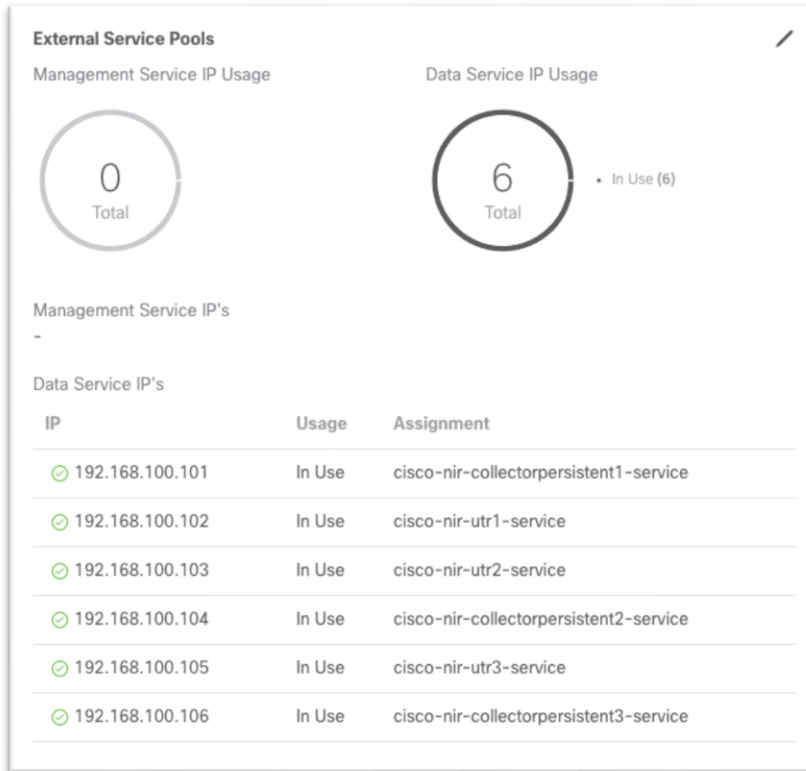 External Service Pools
Management Service IP Usage
Data Service IP Usage
0
Total
6
Total
• In Use (6)
Management Service IP's
-
Data Service IP's
IP Usage Assignment
192.168.100.101 In Use cisco-nir-collectorpersistent1-service
192.168.100.102 In Use cisco-nir-utr1-service
192.168.100.103 In Use cisco-nir-utr2-service
192.168.100.104 In Use cisco-nir-collectorpersistent2-service
192.168.100.105 In Use cisco-nir-utr3-service
192.168.100.106 In Use cisco-nir-collectorpersistent3-service